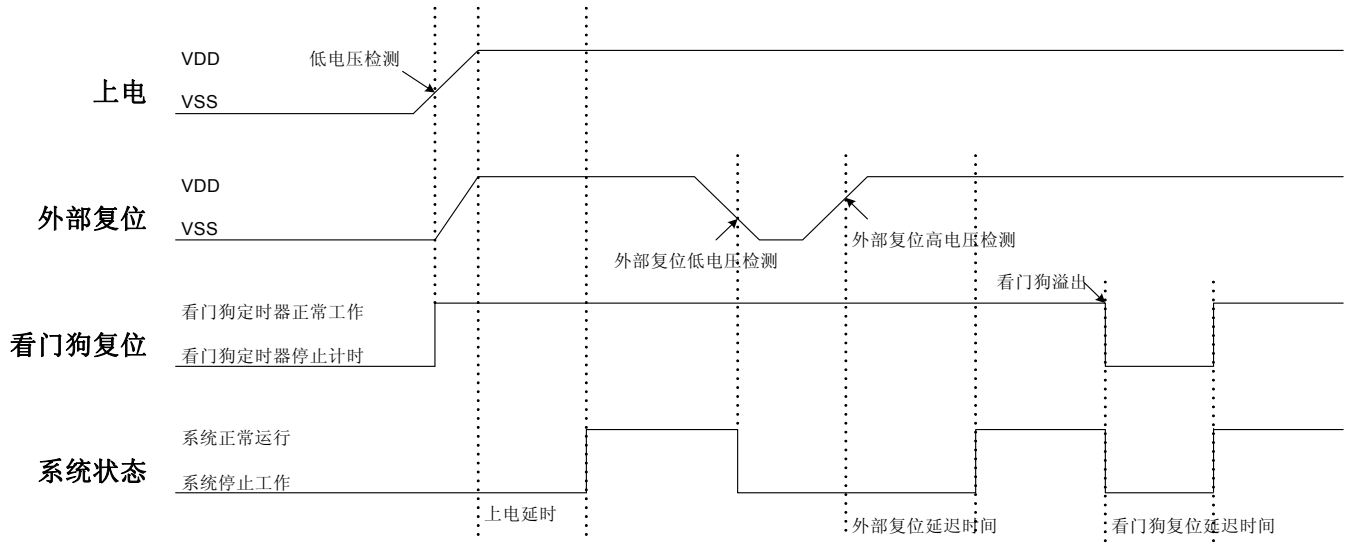 上电
VDD
低电压检测
VSS
外部复位
VDD
VSS
外部复位低电压检测
外部复位高电压检测
看门狗溢出
看门狗复位
看门狗定时器正常工作
看门狗定时器停止计时
系统状态
系统正常运行
系统停止工作
上电延时
外部复位延迟时间
看门狗复位延迟时间